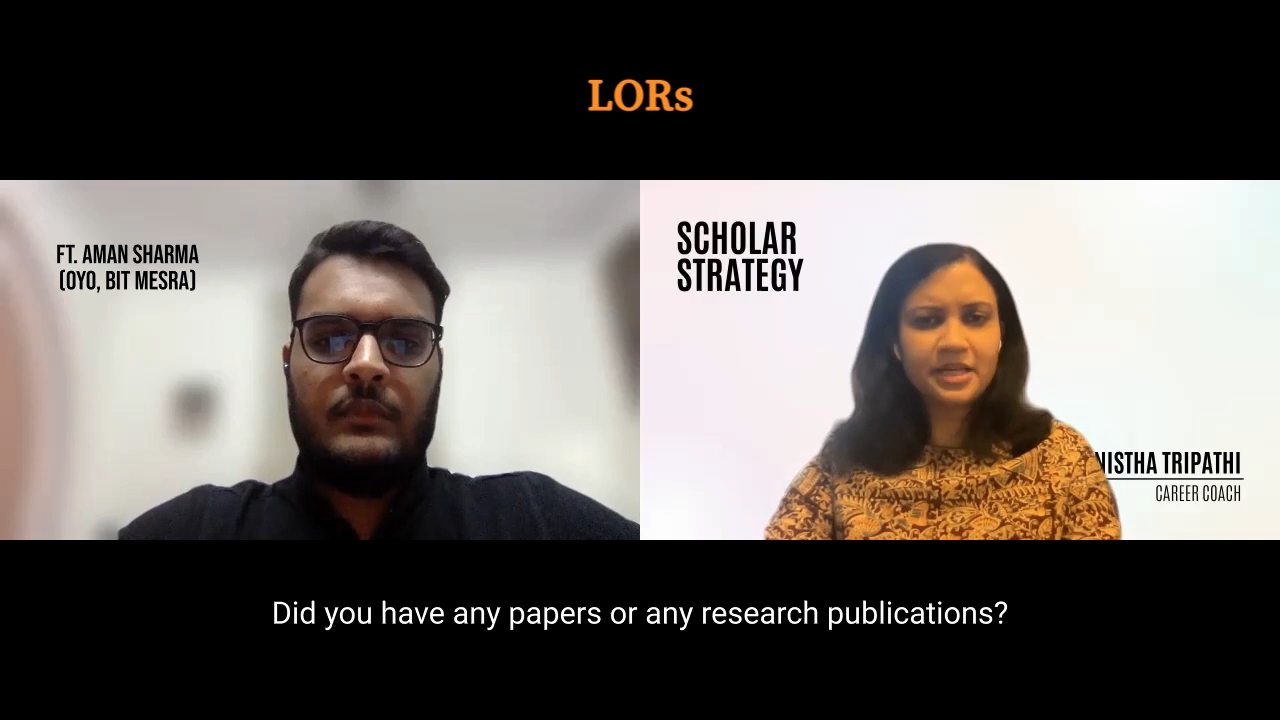 LORs
FT. AMAN SHARMA
(OYO, BIT MESRA)
SCHOLAR
STRATEGY
NISTHA TRIPATHI
CAREER COACH
Did you have any papers or any research publications?